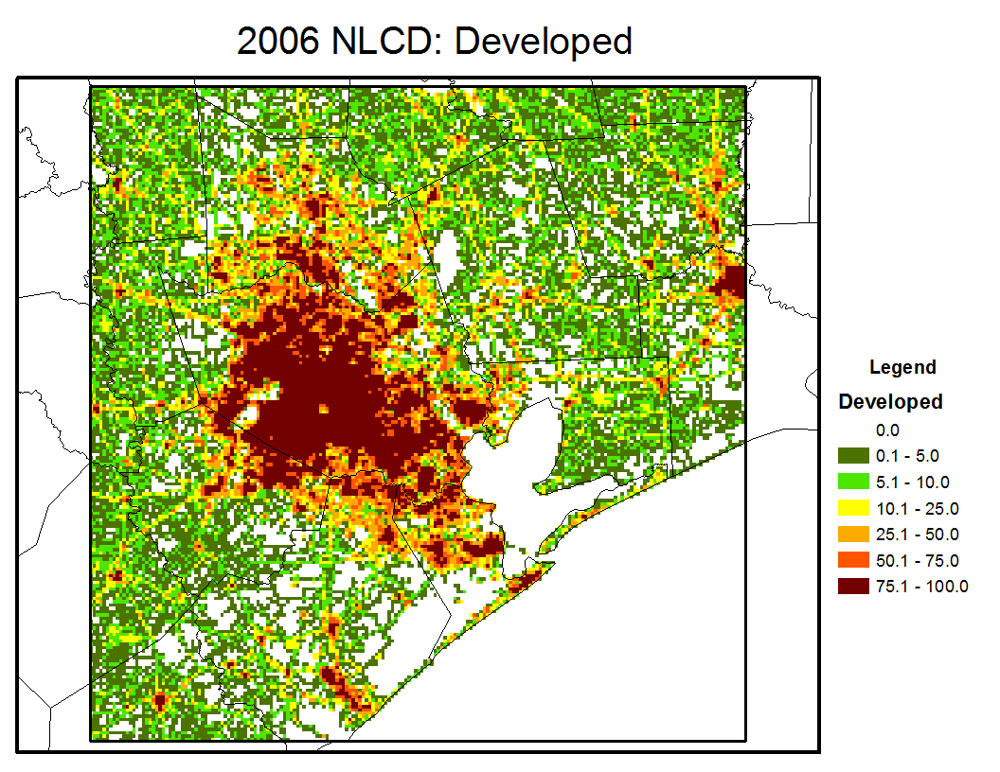 2006 NLCD: Developed
Legend
Developed
0.0
0.1 - 5.0
5.1 - 10.0
10.1 - 25.0
25.1 - 50.0
50.1 - 75.0
75.1 - 100.0